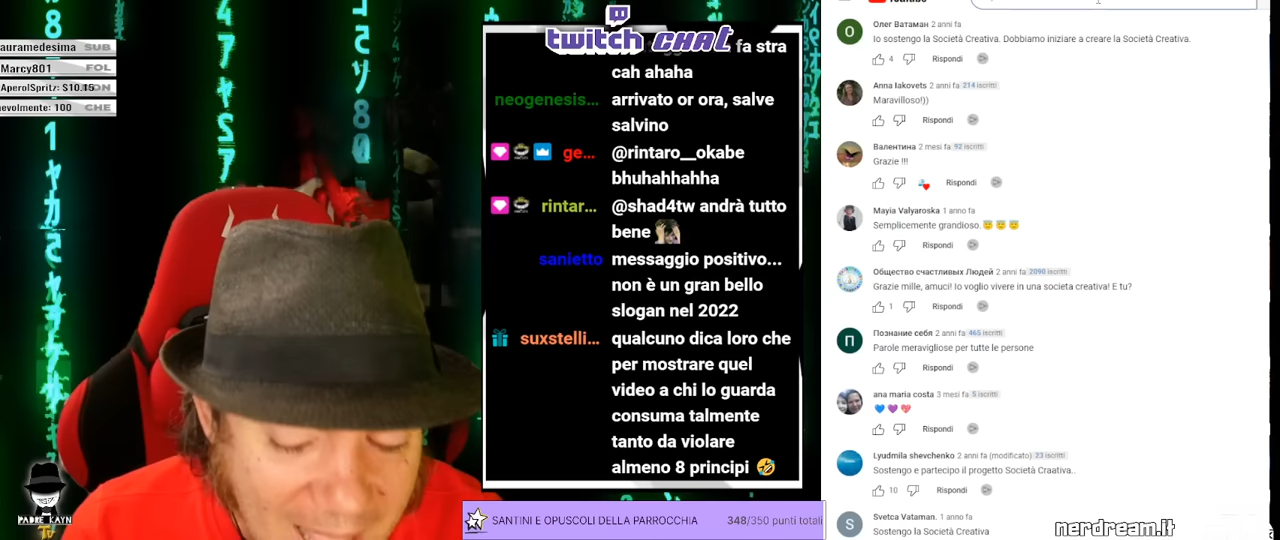 auramedesima SUB
Marcy801 FOL
AperolSpritz: $10.15
nevolmente: 100 CHE
PADRE KAYN
TV
twitch CHAT
fa stra
cah ahaha
neogenesis... arrivato or ora, salve
salvino
ge... @rintaro__okabe
bhuhahhahha
rintar... @shad4tw andrà tutto
bene
sanietto messaggio positivo...
non è un gran bello
slogan nel 2022
suxstelli... qualcuno dica loro che
per mostrare quel
video a chi lo guarda
consuma talmente
tanto da violare
almeno 8 principi 🤣
SANTINI E OPUSCOLI DELLA PARROCCHIA 348/350 punti totali
Олег Ватаман 2 anni fa
Io sostengo la Società Creativa. Dobbiamo iniziare a creare la Società Creativa.
4 Rispondi
Anna Iakovets 2 anni fa 214 iscritti
Maravilloso!))
Rispondi
Валентина 2 mesi fa 92 iscritti
Grazie !!!
Rispondi
Mayia Valyaroska 1 anno fa
Semplicemente grandioso. 😇 😇 😇
Rispondi
Общество счастливых Людей 2 anni fa 2090 iscritti
Grazie mille, amuci! Io voglio vivere in una societa creativa! E tu?
1 Rispondi
Познание себя 2 anni fa 465 iscritti
Parole meravigliose per tutte le persone
Rispondi
ana maria costa 3 mesi fa 5 iscritti
💙 💜 💖
Rispondi
Lyudmila shevchenko 2 anni fa (modificato) 23 iscritti
Sostengo e partecipo il progetto Società Craativa..
10 Rispondi
Svetca Vataman. 1 anno fa
Sostengo la Società Creativa
nerdream.it